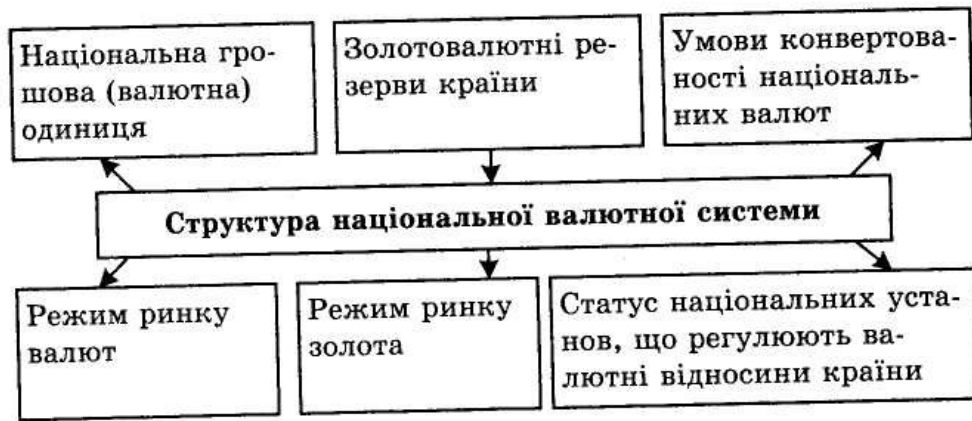 Національна гро-
шова (валютна)
одиниця
Золотовалютні ре-
зерви країни
Умови конвертова-
ності національ-
них валют
Структура національної валютної системи
Режим ринку
валют
Режим ринку
золота
Статус національних уста-
нов, що регулюють ва-
лютні відносини країни